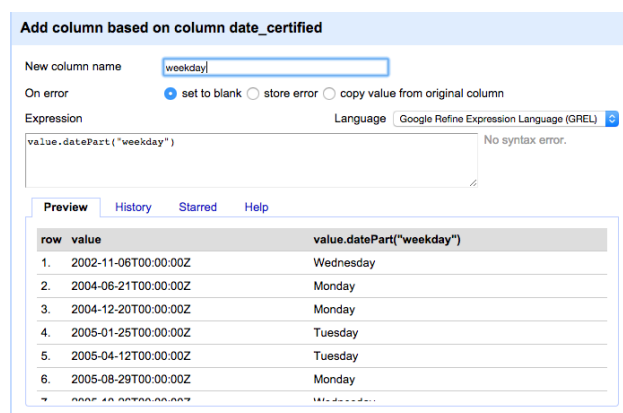 Add column based on column date_certified
New column name weekday
On error set to blank store error copy value from original column
Expression Language Google Refine Expression Language (GREL)
value.datePart("weekday") No syntax error.
Preview History Starred Help
row value value.datePart("weekday")
1. 2002-11-06T00:00:00Z Wednesday
2. 2004-06-21T00:00:00Z Monday
3. 2004-12-20T00:00:00Z Monday
4. 2005-01-25T00:00:00Z Tuesday
5. 2005-04-12T00:00:00Z Tuesday
6. 2005-08-29T00:00:00Z Monday